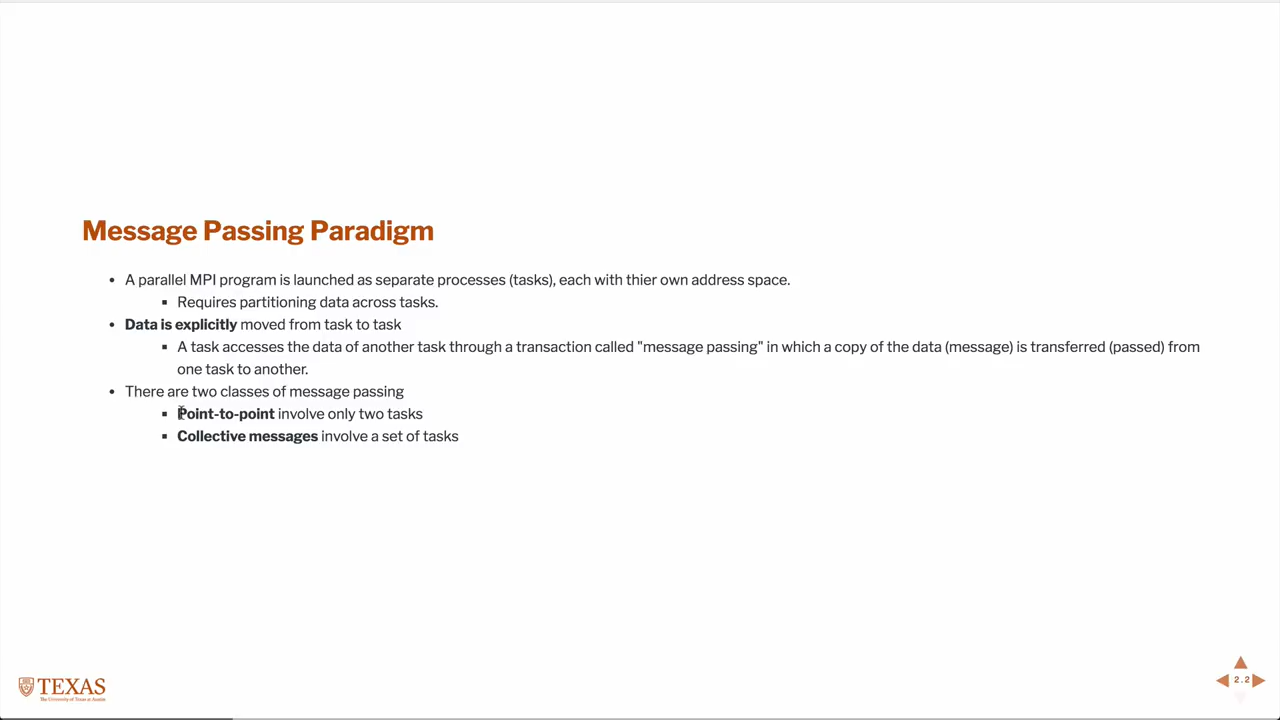 Message Passing Paradigm
• A parallel MPI program is launched as separate processes (tasks), each with thier own address space.
▪ Requires partitioning data across tasks.
• Data is explicitly moved from task to task
▪ A task accesses the data of another task through a transaction called "message passing" in which a copy of the data (message) is transferred (passed) from
one task to another.
• There are two classes of message passing
▪ Point-to-point involve only two tasks
▪ Collective messages involve a set of tasks
TEXAS
The University of Texas at Austin
2.2